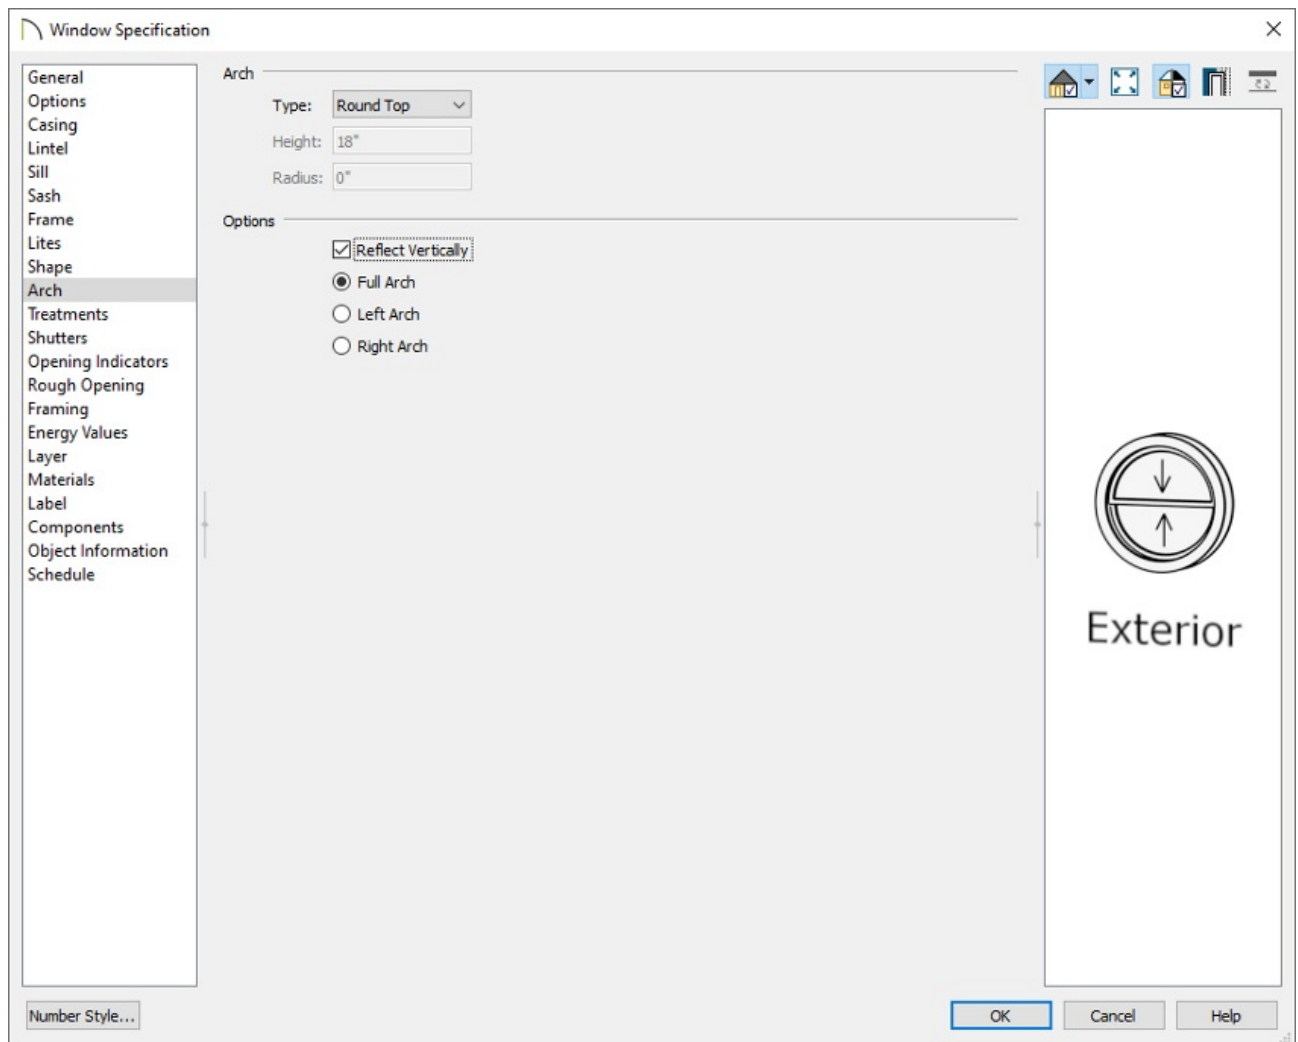 Window Specification
General
Options
Casing
Lintel
Sill
Sash
Frame
Lites
Shape
Arch
Treatments
Shutters
Opening Indicators
Rough Opening
Framing
Energy Values
Layer
Materials
Label
Components
Object Information
Schedule
Arch
Type: Round Top
Height: 18"
Radius: 0"
Options
Reflect Vertically
Full Arch
Left Arch
Right Arch
Exterior
Number Style...
OK
Cancel
Help